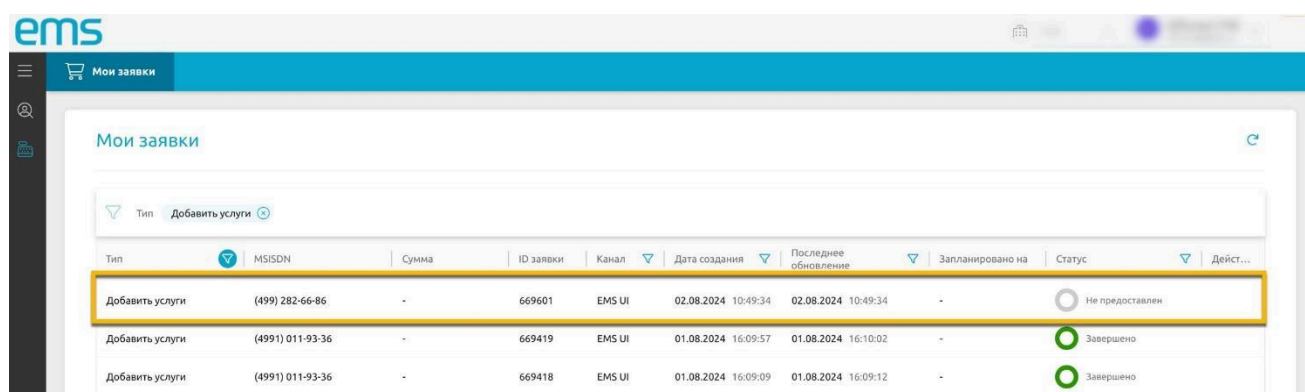 ems
Мои заявки
Мои заявки
Тип Добавить услуги
Тип MSISDN Сумма ID заявки Канал Дата создания Последнее обновление Запланировано на Статус Дейст...
Добавить услуги (499) 282-66-86 - 669601 EMS UI 02.08.2024 10:49:34 02.08.2024 10:49:34 - Не предоставлен
Добавить услуги (4991) 011-93-36 - 669419 EMS UI 01.08.2024 16:09:57 01.08.2024 16:10:02 - Завершено
Добавить услуги (4991) 011-93-36 - 669418 EMS UI 01.08.2024 16:09:09 01.08.2024 16:09:12 - Завершено